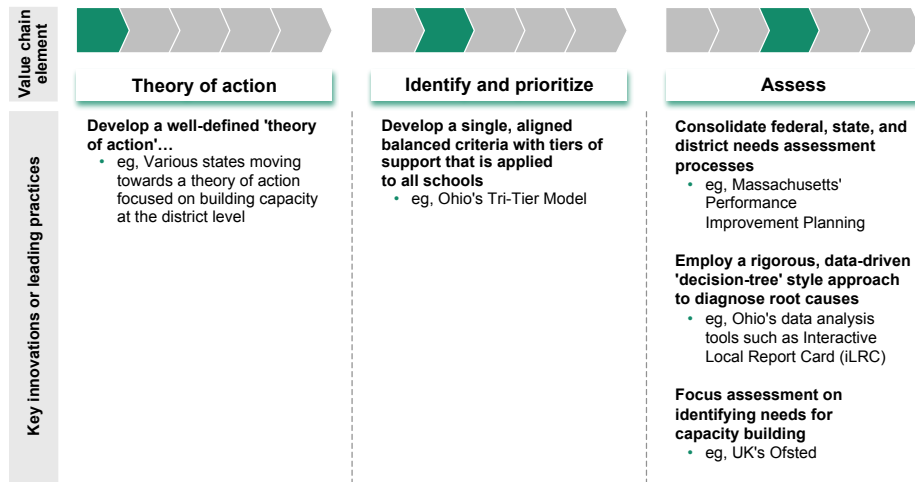 Value chain
element
Theory of action
Identify and prioritize
Assess
Key innovations or leading practices
Develop a well-defined 'theory
of action'…
• eg, Various states moving
towards a theory of action
focused on building capacity
at the district level
Develop a single, aligned
balanced criteria with tiers of
support that is applied
to all schools
• eg, Ohio's Tri-Tier Model
Consolidate federal, state, and
district needs assessment
processes
• eg, Massachusetts'
Performance
Improvement Planning
Employ a rigorous, data-driven
'decision-tree' style approach
to diagnose root causes
• eg, Ohio's data analysis
tools such as Interactive
Local Report Card (iLRC)
Focus assessment on
identifying needs for
capacity building
• eg, UK's Ofsted